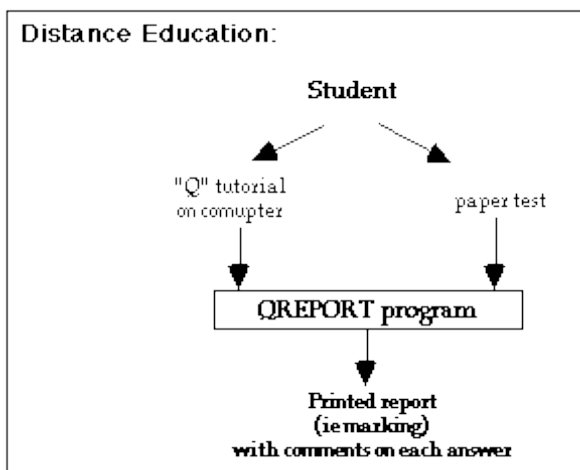 Distance Education:
Student
"Q" tutorial
on comupter
paper test
QREPORT program
Printed report
(ie marking)
with comments on each answer